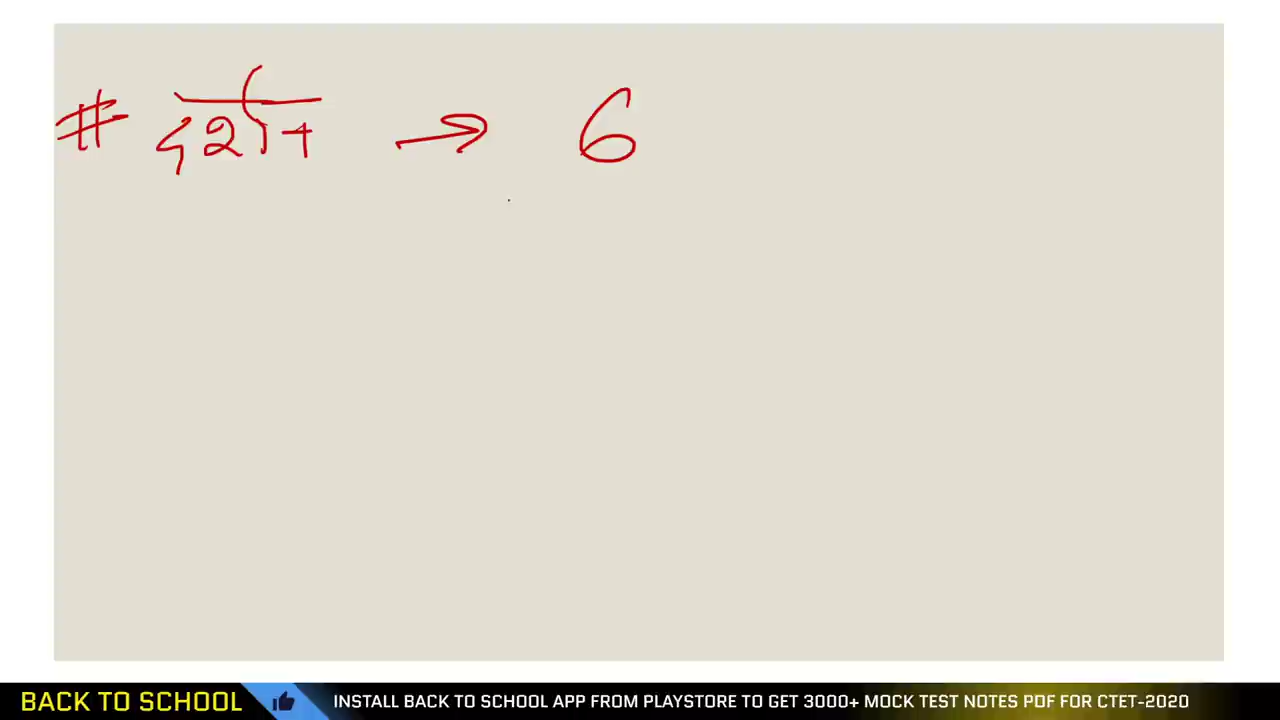 # → 6
BACK TO SCHOOL INSTALL BACK TO SCHOOL APP FROM PLAYSTORE TO GET 3000+ MOCK TEST NOTES PDF FOR CTET-2020